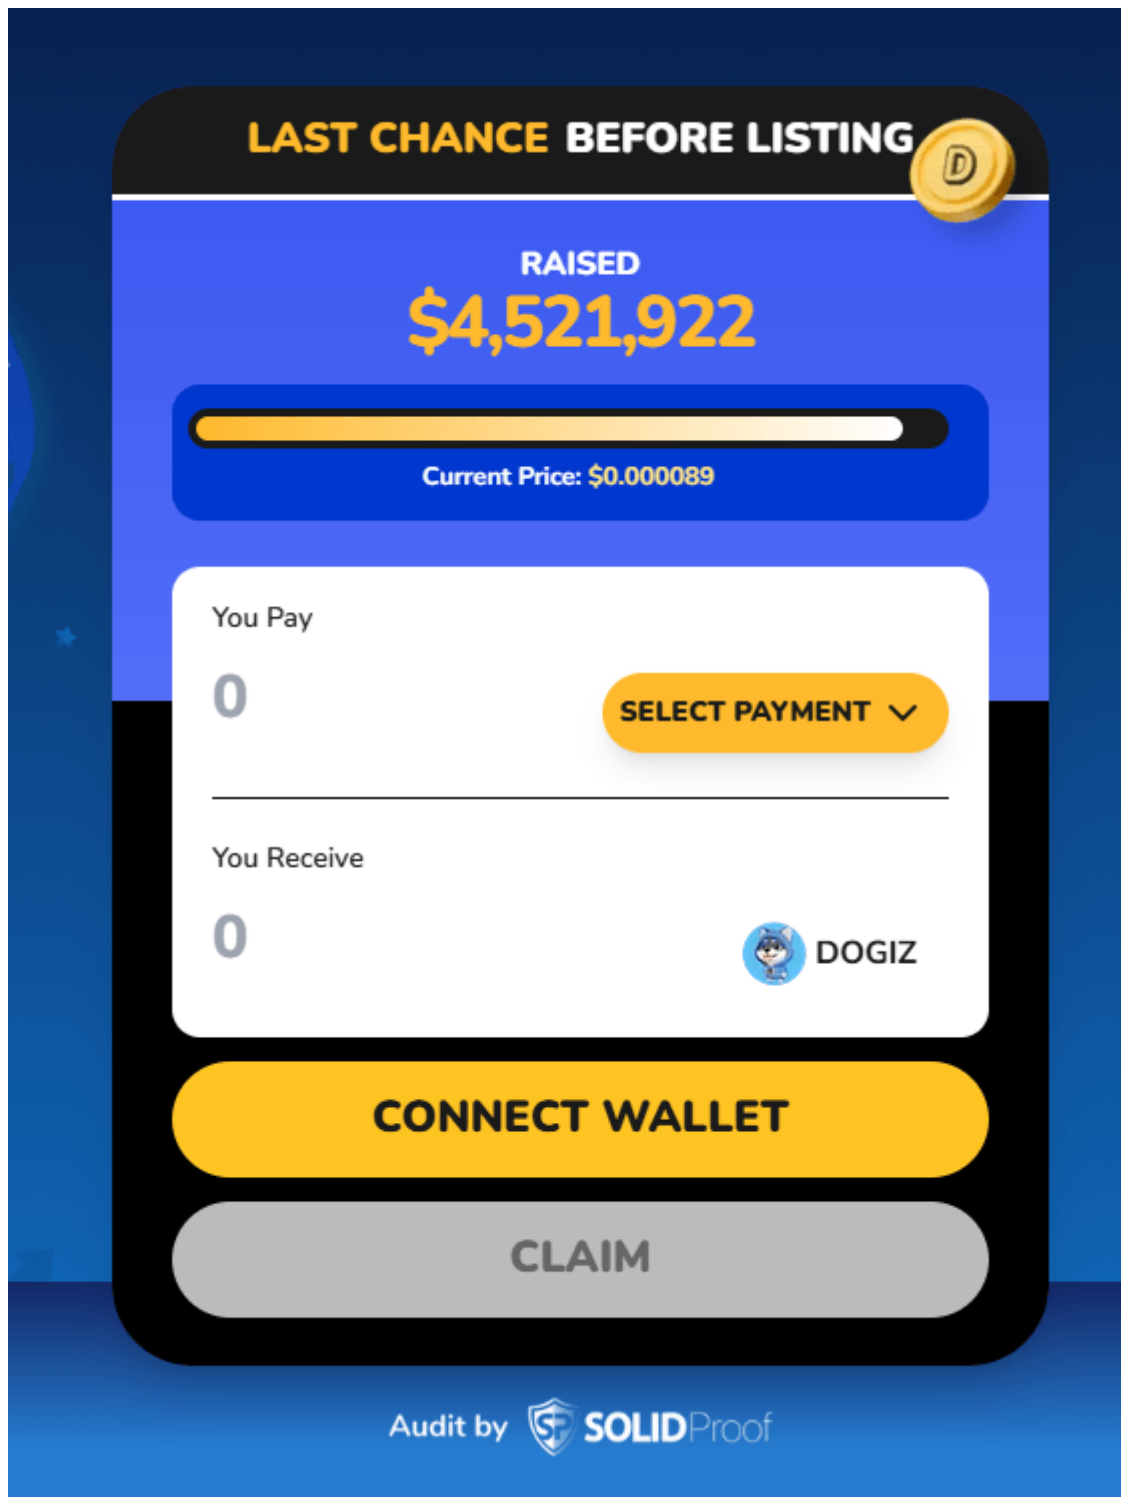 LAST CHANCE BEFORE LISTING
D
RAISED
$4,521,922
Current Price: $0.000089
You Pay
0
SELECT PAYMENT
You Receive
0
DOGIZ
CONNECT WALLET
CLAIM
Audit by SP SOLIDProof